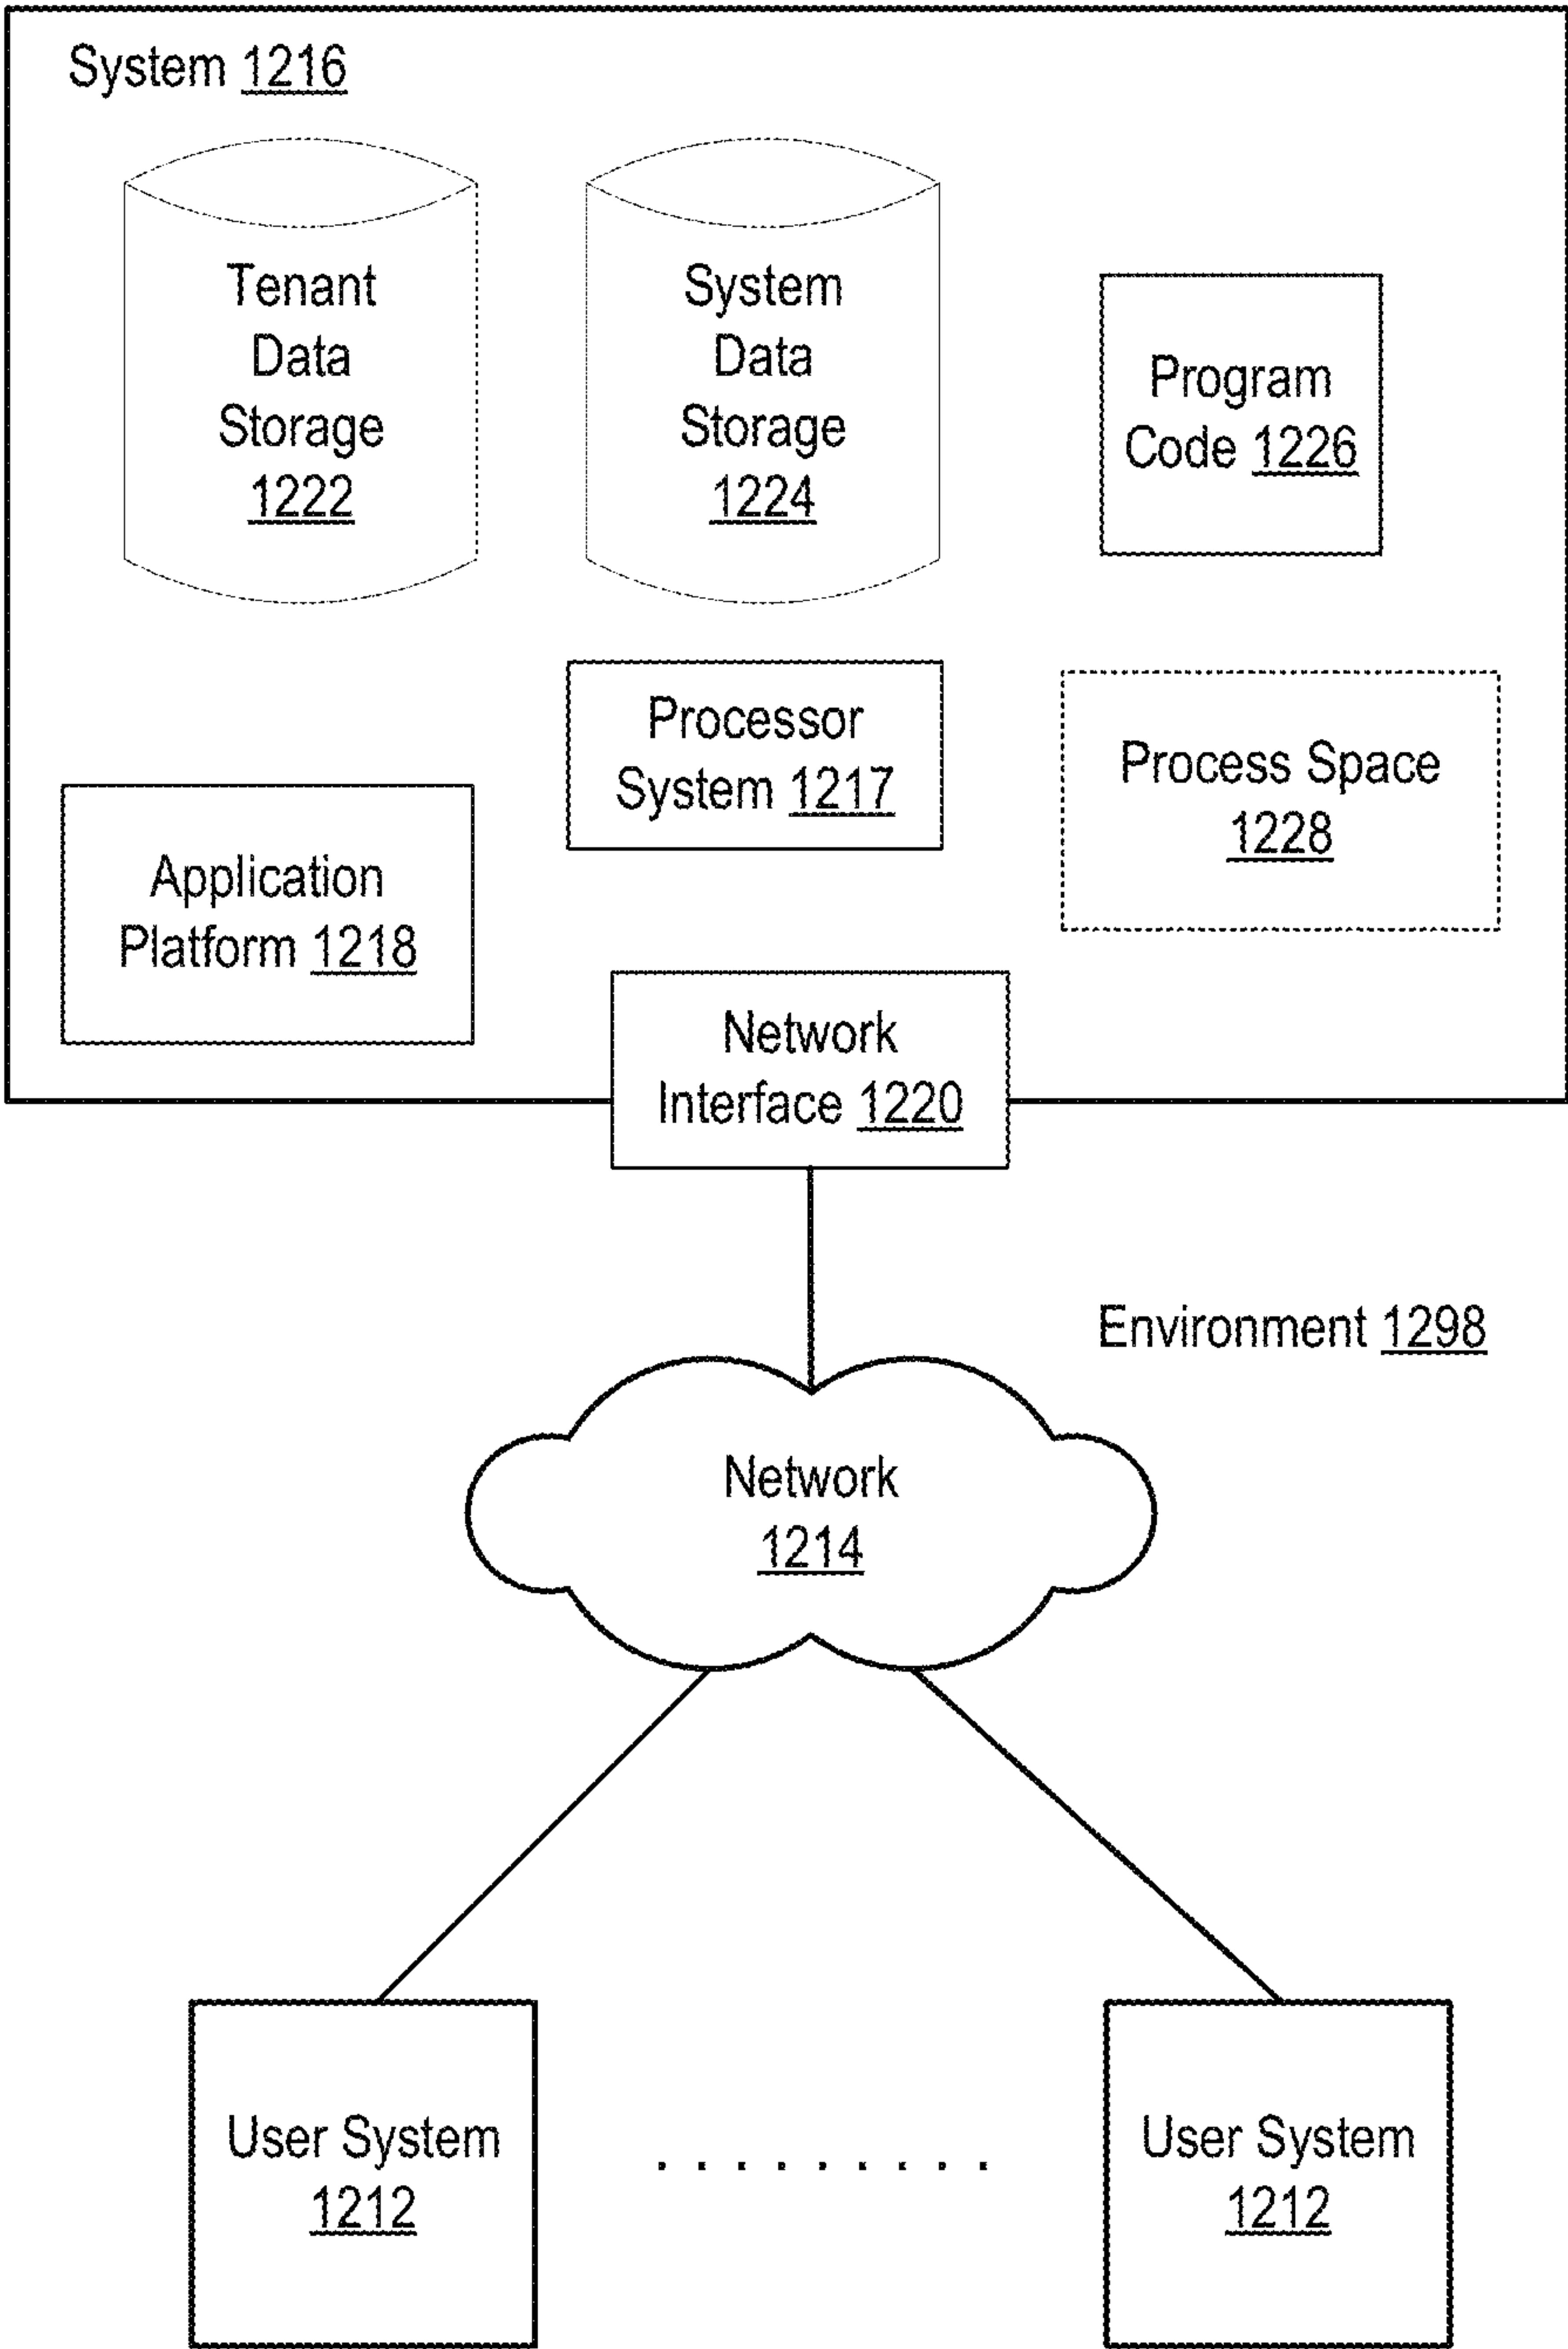 System 1216
Tenant
Data
Storage
1222
System
Data
Storage
1224
Program
Code 1226
Processor
System 1217
Process Space
1228
Application
Platform 1218
Network
Interface 1220
Environment 1298
Network
1214
User System
1212
. . . . . . . . .
User System
1212